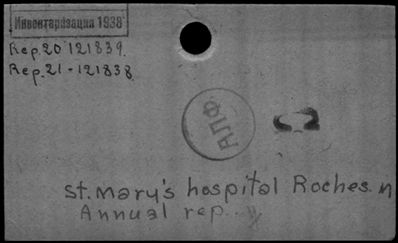 Инвентаризация 1938
Rep. 20 121839.
Rep. 21 - 121838
АПФ
St. Mary's hospital Roches. n
Annual rep.